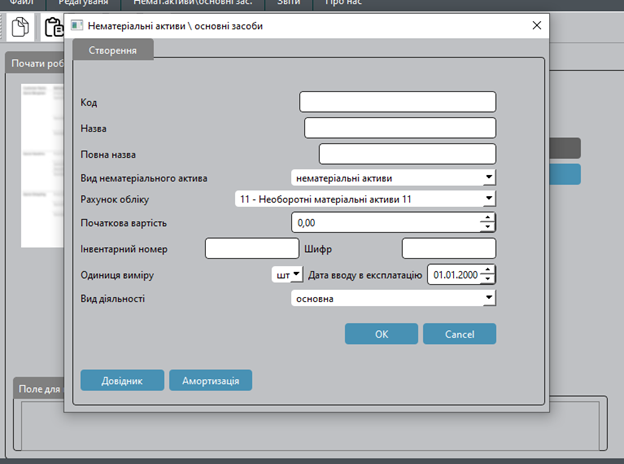 Файл Редагуваня Немат.активи\основні зас. Звіти Про нас
Нематеріальні активи \ основні засоби
Створення
Почати роб
Код
Назва
Повна назва
Вид нематеріального актива нематеріальні активи
Рахунок обліку 11 - Необоротні матеріальні активи 11
Початкова вартість 0,00
Інвентарний номер Шифр
Одиниця виміру шт Дата вводу в експлатацію 01.01.2000
Вид діяльності основна
OK Cancel
Довідник Амортизація
Поле для